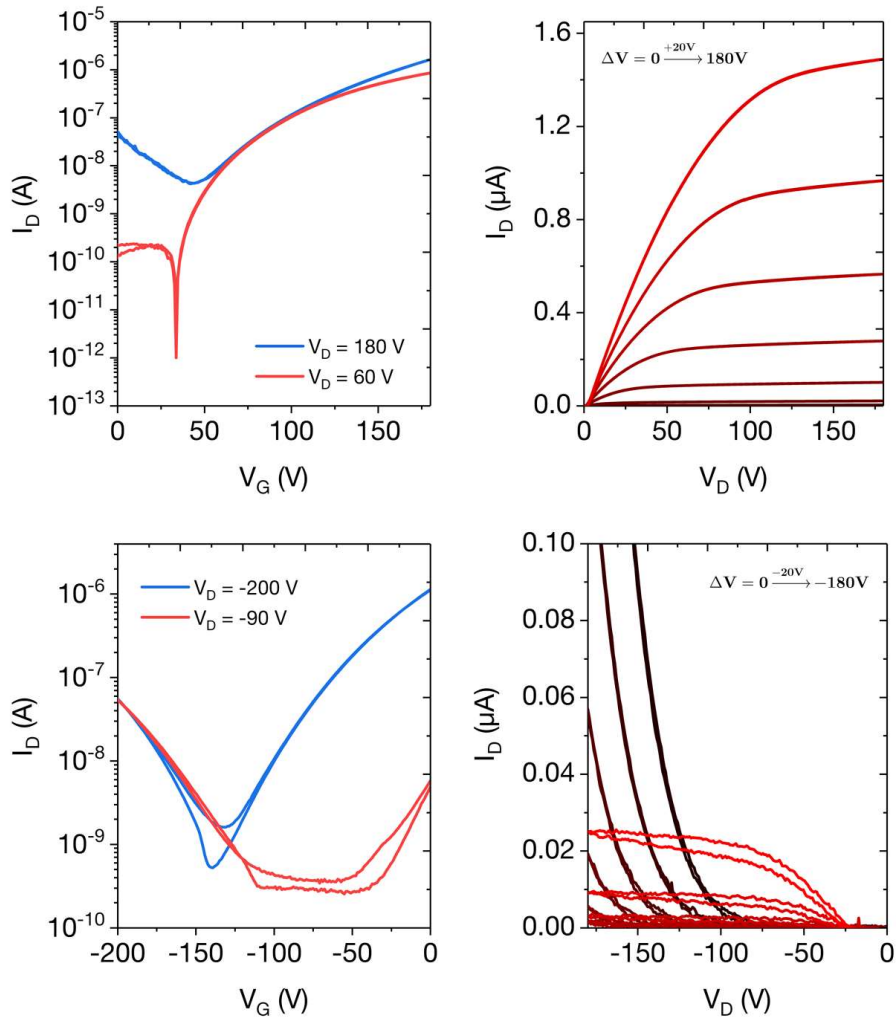 10⁻⁵
10⁻⁶
10⁻⁷
10⁻⁸
10⁻⁹
10⁻¹⁰
10⁻¹¹
10⁻¹²
10⁻¹³
I_D (A)
V_D = 180 V
V_D = 60 V
0 50 100 150
V_G (V)
1.6
1.2
0.8
0.4
0.0
I_D (µA)
ΔV = 0 +20V→ 180V
0 50 100 150
V_D (V)
10⁻⁶
10⁻⁷
10⁻⁸
10⁻⁹
10⁻¹⁰
I_D (A)
V_D = -200 V
V_D = -90 V
-200 -150 -100 -50 0
V_G (V)
0.10
0.08
0.06
0.04
0.02
0.00
I_D (µA)
ΔV = 0 −20V→ −180V
-150 -100 -50 0
V_D (V)